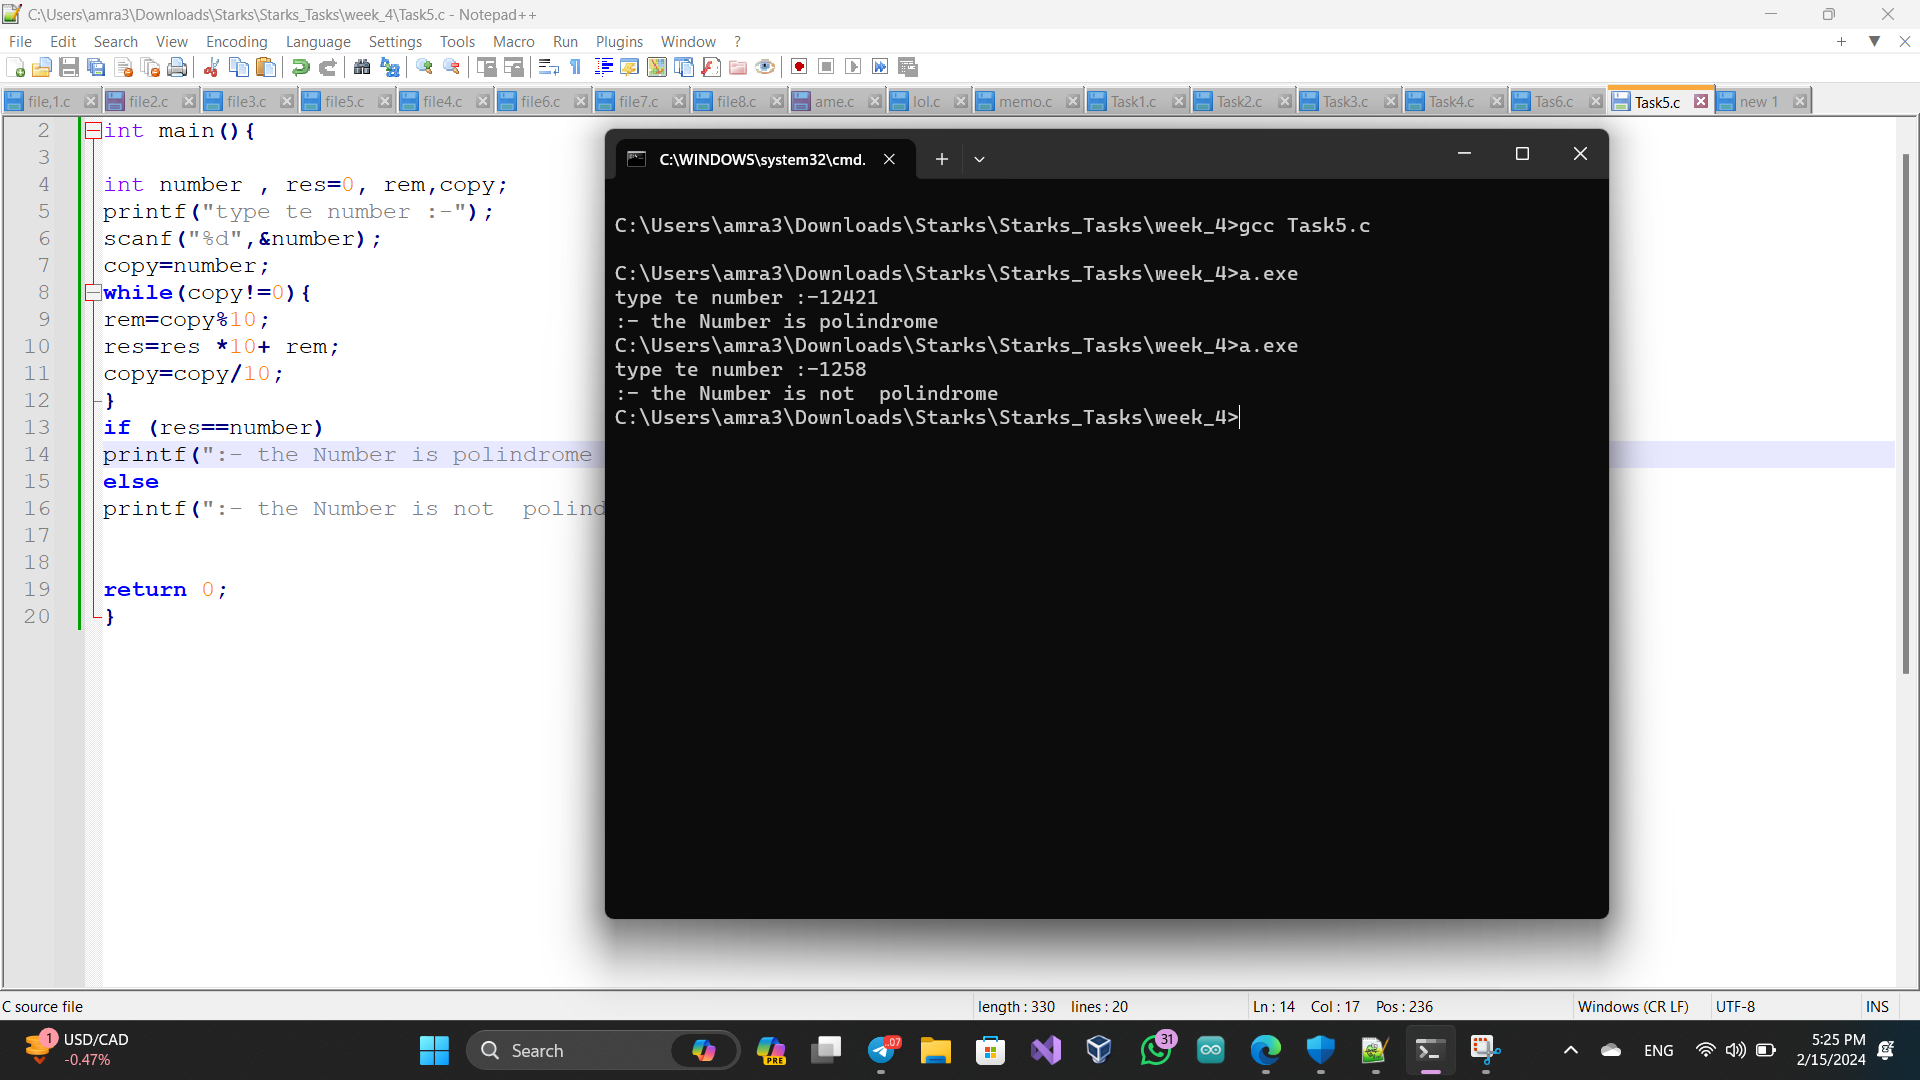 C:\Users\amra3\Downloads\Starks\Starks_Tasks\week_4\Task5.c - Notepad++
File Edit Search View Encoding Language Settings Tools Macro Run Plugins Window ?
file,1.c file2.c file3.c file5.c file4.c file6.c file7.c file8.c ame.c lol.c memo.c Task1.c Task2.c Task3.c Task4.c Tas6.c Task5.c new 1
2 int main(){
3
4 int number , res=0, rem,copy;
5 printf("type te number :-");
6 scanf("%d",&number);
7 copy=number;
8 while(copy!=0){
9 rem=copy%10;
10 res=res *10+ rem;
11 copy=copy/10;
12 }
13 if (res==number)
14 printf(":- the Number is polindrome
15 else
16 printf(":- the Number is not  polind
17
18
19 return 0;
20 }
C:\WINDOWS\system32\cmd.
C:\Users\amra3\Downloads\Starks\Starks_Tasks\week_4>gcc Task5.c
C:\Users\amra3\Downloads\Starks\Starks_Tasks\week_4>a.exe
type te number :-12421
:- the Number is polindrome
C:\Users\amra3\Downloads\Starks\Starks_Tasks\week_4>a.exe
type te number :-1258
:- the Number is not  polindrome
C:\Users\amra3\Downloads\Starks\Starks_Tasks\week_4>
C source file length : 330 lines : 20 Ln : 14 Col : 17 Pos : 236 Windows (CR LF) UTF-8 INS
1 USD/CAD
-0.47%
Search
PRE
.07
31
ENG
5:25 PM
2/15/2024